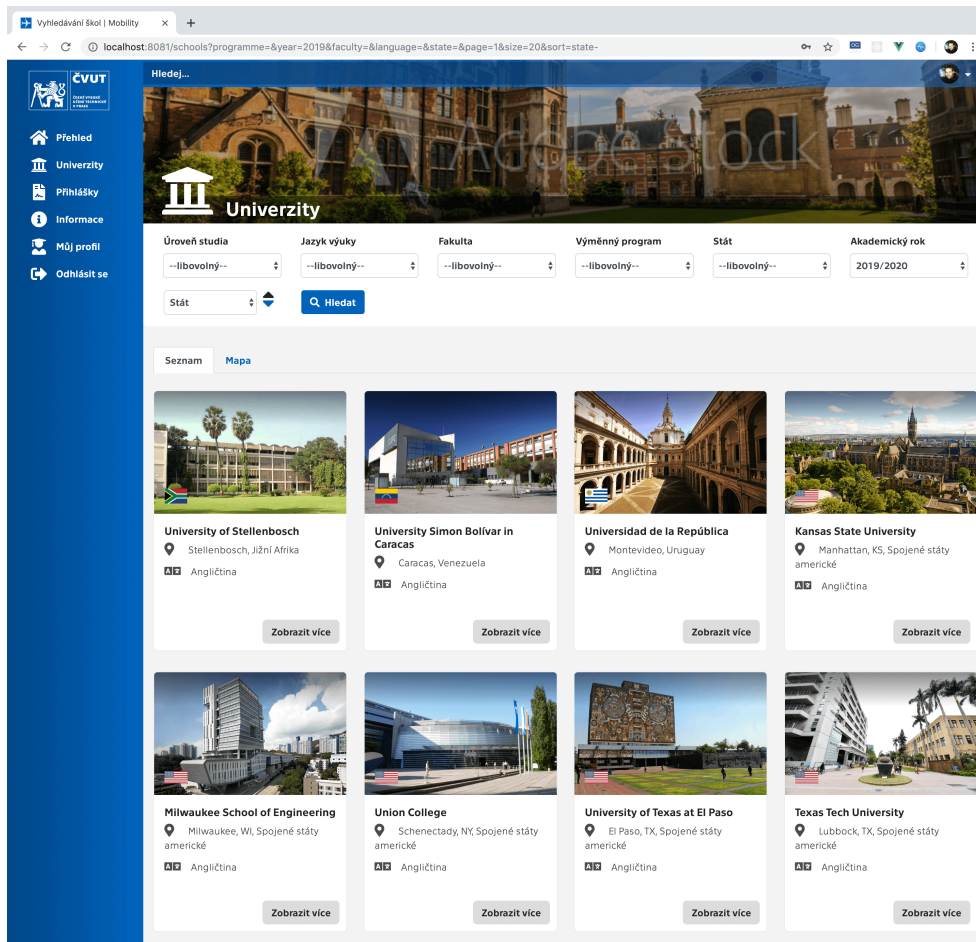 Vyhledávání škol | Mobility
localhost:8081/schools?programme=&year=2019&faculty=&language=&state=&page=1&size=20&sort=state-
ČVUT
ČESKÉ VYSOKÉ
UČENÍ TECHNICKÉ
V PRAZE
Hledej...
Přehled
Univerzity
Přihlášky
Informace
Můj profil
Odhlásit se
Adobe Stock
Univerzity
Úroveň studia Jazyk výuky Fakulta Výměnný program Stát Akademický rok
--libovolný-- --libovolný-- --libovolný-- --libovolný-- --libovolný-- 2019/2020
Stát Hledat
Seznam Mapa
University of Stellenbosch
Stellenbosch, Jižní Afrika
Angličtina
Zobrazit více
University Simon Bolívar in
Caracas
Caracas, Venezuela
Angličtina
Zobrazit více
Universidad de la República
Montevideo, Uruguay
Angličtina
Zobrazit více
Kansas State University
Manhattan, KS, Spojené státy
americké
Angličtina
Zobrazit více
Milwaukee School of Engineering
Milwaukee, WI, Spojené státy
americké
Angličtina
Zobrazit více
Union College
Schenectady, NY, Spojené státy
americké
Angličtina
Zobrazit více
University of Texas at El Paso
El Paso, TX, Spojené státy
americké
Angličtina
Zobrazit více
Texas Tech University
Lubbock, TX, Spojené státy
americké
Angličtina
Zobrazit více